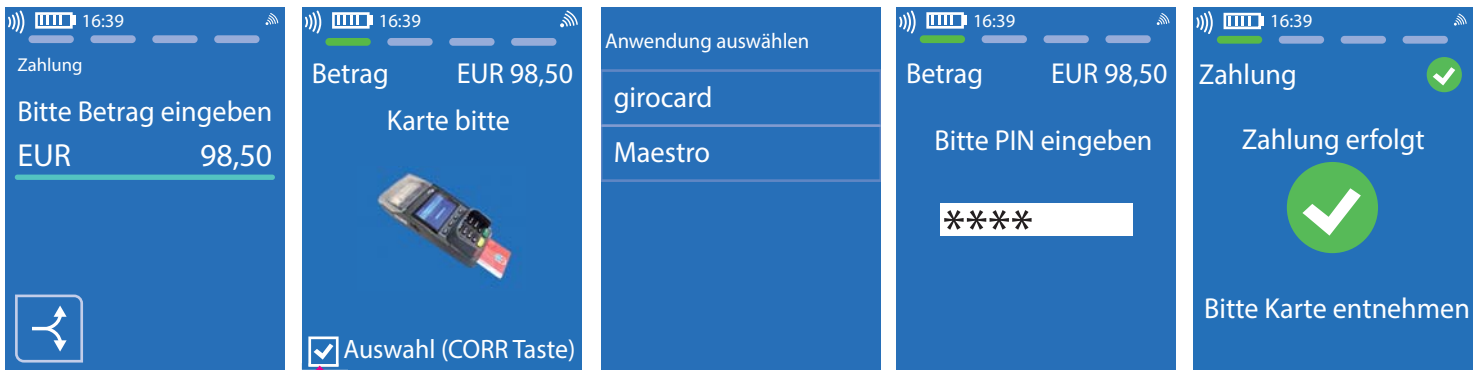 16:39
Zahlung
Bitte Betrag eingeben
EUR 98,50
16:39
Betrag EUR 98,50
Karte bitte
Auswahl (CORR Taste)
Anwendung auswählen
girocard
Maestro
16:39
Betrag EUR 98,50
Bitte PIN eingeben
****
16:39
Zahlung
Zahlung erfolgt
Bitte Karte entnehmen